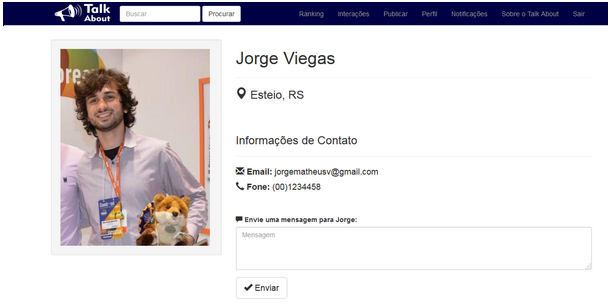 Talk
About
Buscar
Procurar
Ranking
Interações
Publicar
Perfil
Notificações
Sobre o Talk About
Sair
Jorge Viegas
Esteio, RS
Informações de Contato
Email: jorgematheusv@gmail.com
Fone: (00)1234458
Envie uma mensagem para Jorge:
Mensagem
Enviar